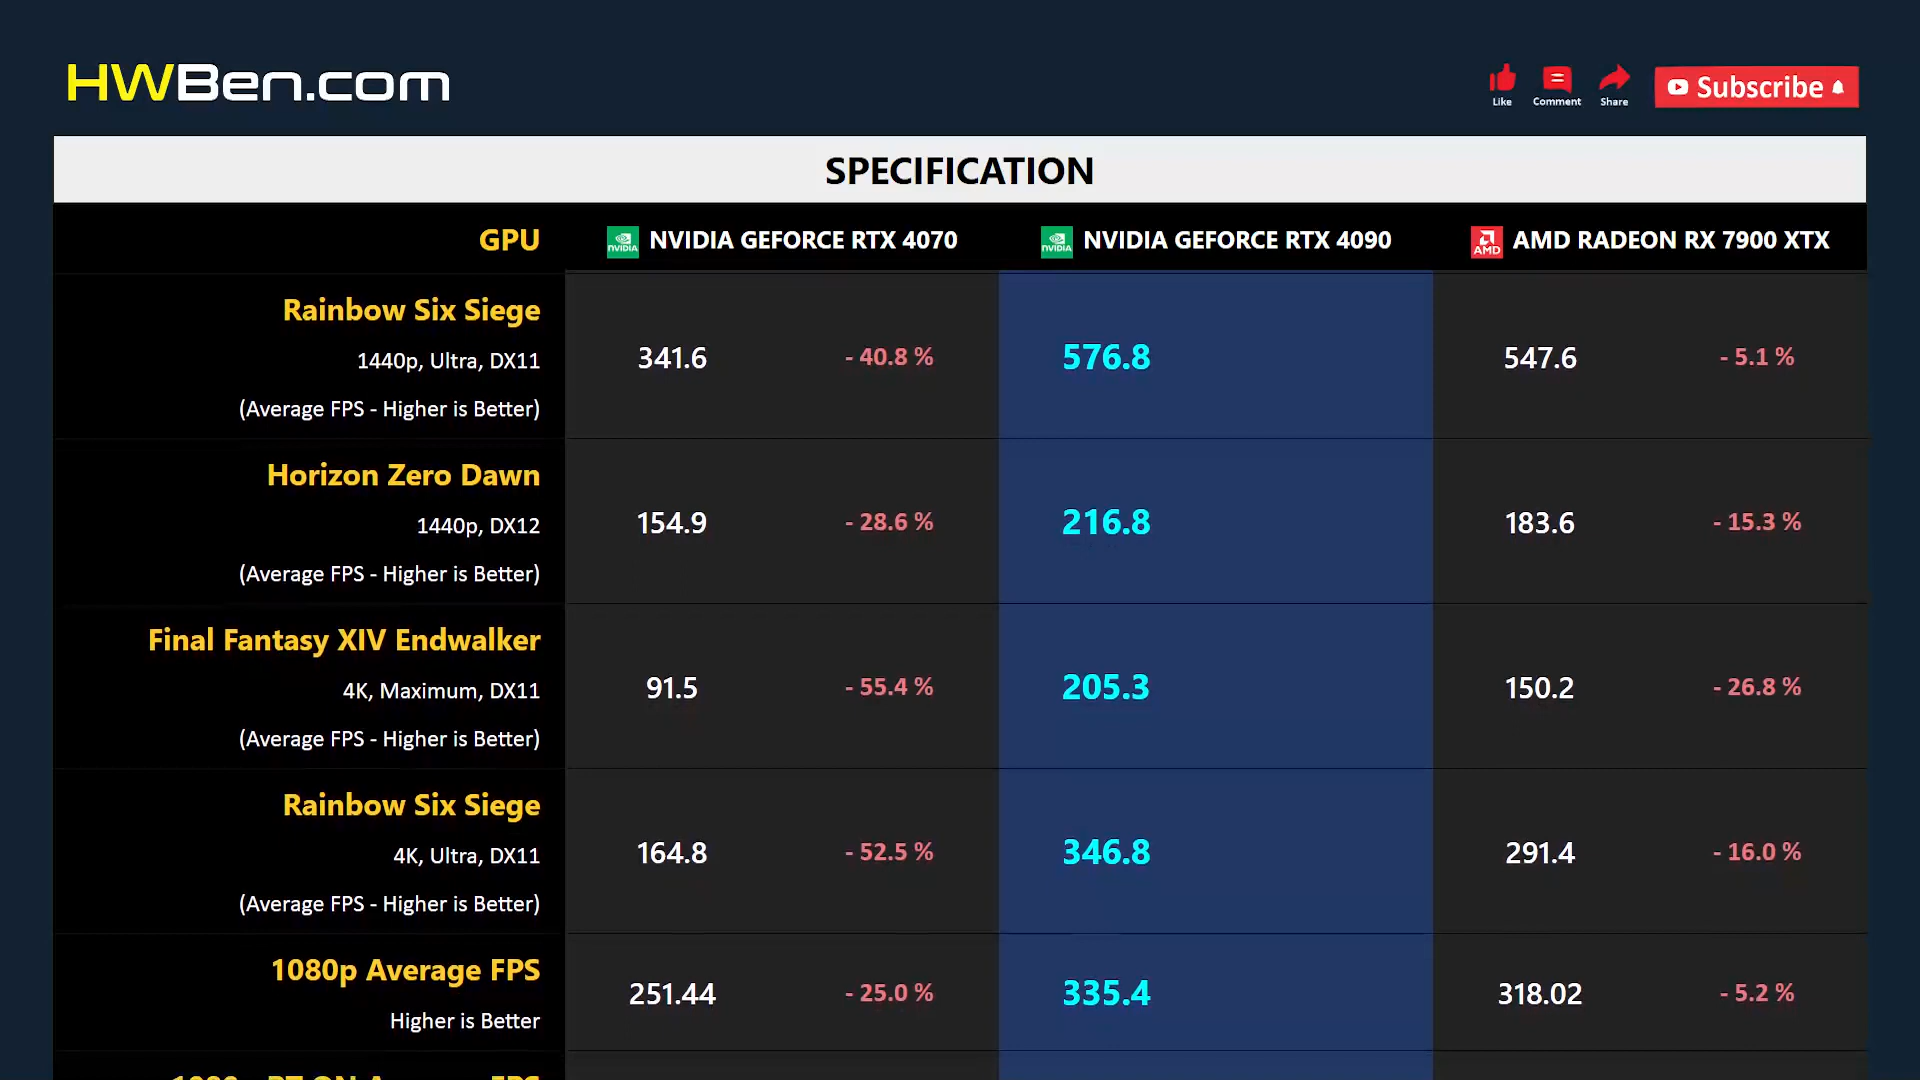 HWBen.com
Like
Comment
Share
Subscribe
SPECIFICATION
GPU
NVIDIA
NVIDIA GEFORCE RTX 4070
NVIDIA
NVIDIA GEFORCE RTX 4090
AMD
AMD RADEON RX 7900 XTX
Rainbow Six Siege
1440p, Ultra, DX11
(Average FPS - Higher is Better)
341.6
- 40.8 %
576.8
547.6
- 5.1 %
Horizon Zero Dawn
1440p, DX12
(Average FPS - Higher is Better)
154.9
- 28.6 %
216.8
183.6
- 15.3 %
Final Fantasy XIV Endwalker
4K, Maximum, DX11
(Average FPS - Higher is Better)
91.5
- 55.4 %
205.3
150.2
- 26.8 %
Rainbow Six Siege
4K, Ultra, DX11
(Average FPS - Higher is Better)
164.8
- 52.5 %
346.8
291.4
- 16.0 %
1080p Average FPS
Higher is Better
251.44
- 25.0 %
335.4
318.02
- 5.2 %